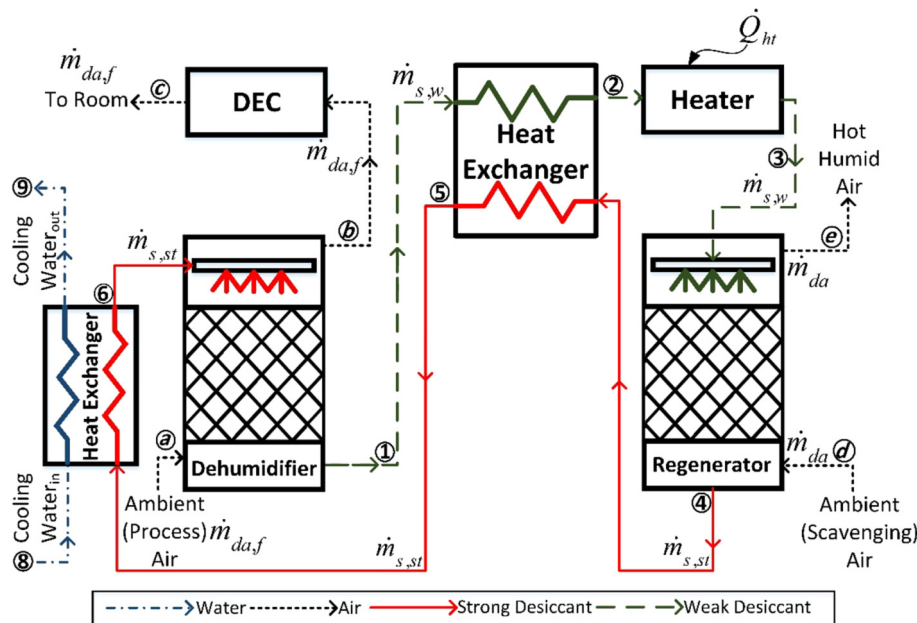 Q̇ht
ṁda,f
ⓒ
To Room
DEC
ṁs,w
②
Heater
Heat
Exchanger
ṁda,f
③
Hot
Humid
Air
⑨
⑤
ṁs,w
Cooling
Waterout
ṁs,st
ⓑ
ⓔ
ṁda
⑥
Heat Exchanger
ⓐ
Dehumidifier
①
Regenerator
ṁda
ⓓ
Cooling
Waterin
⑧
Ambient
(Process)
Air
ṁda,f
④
Ambient
(Scavenging)
Air
ṁs,st
ṁs,st
Water Air Strong Desiccant Weak Desiccant